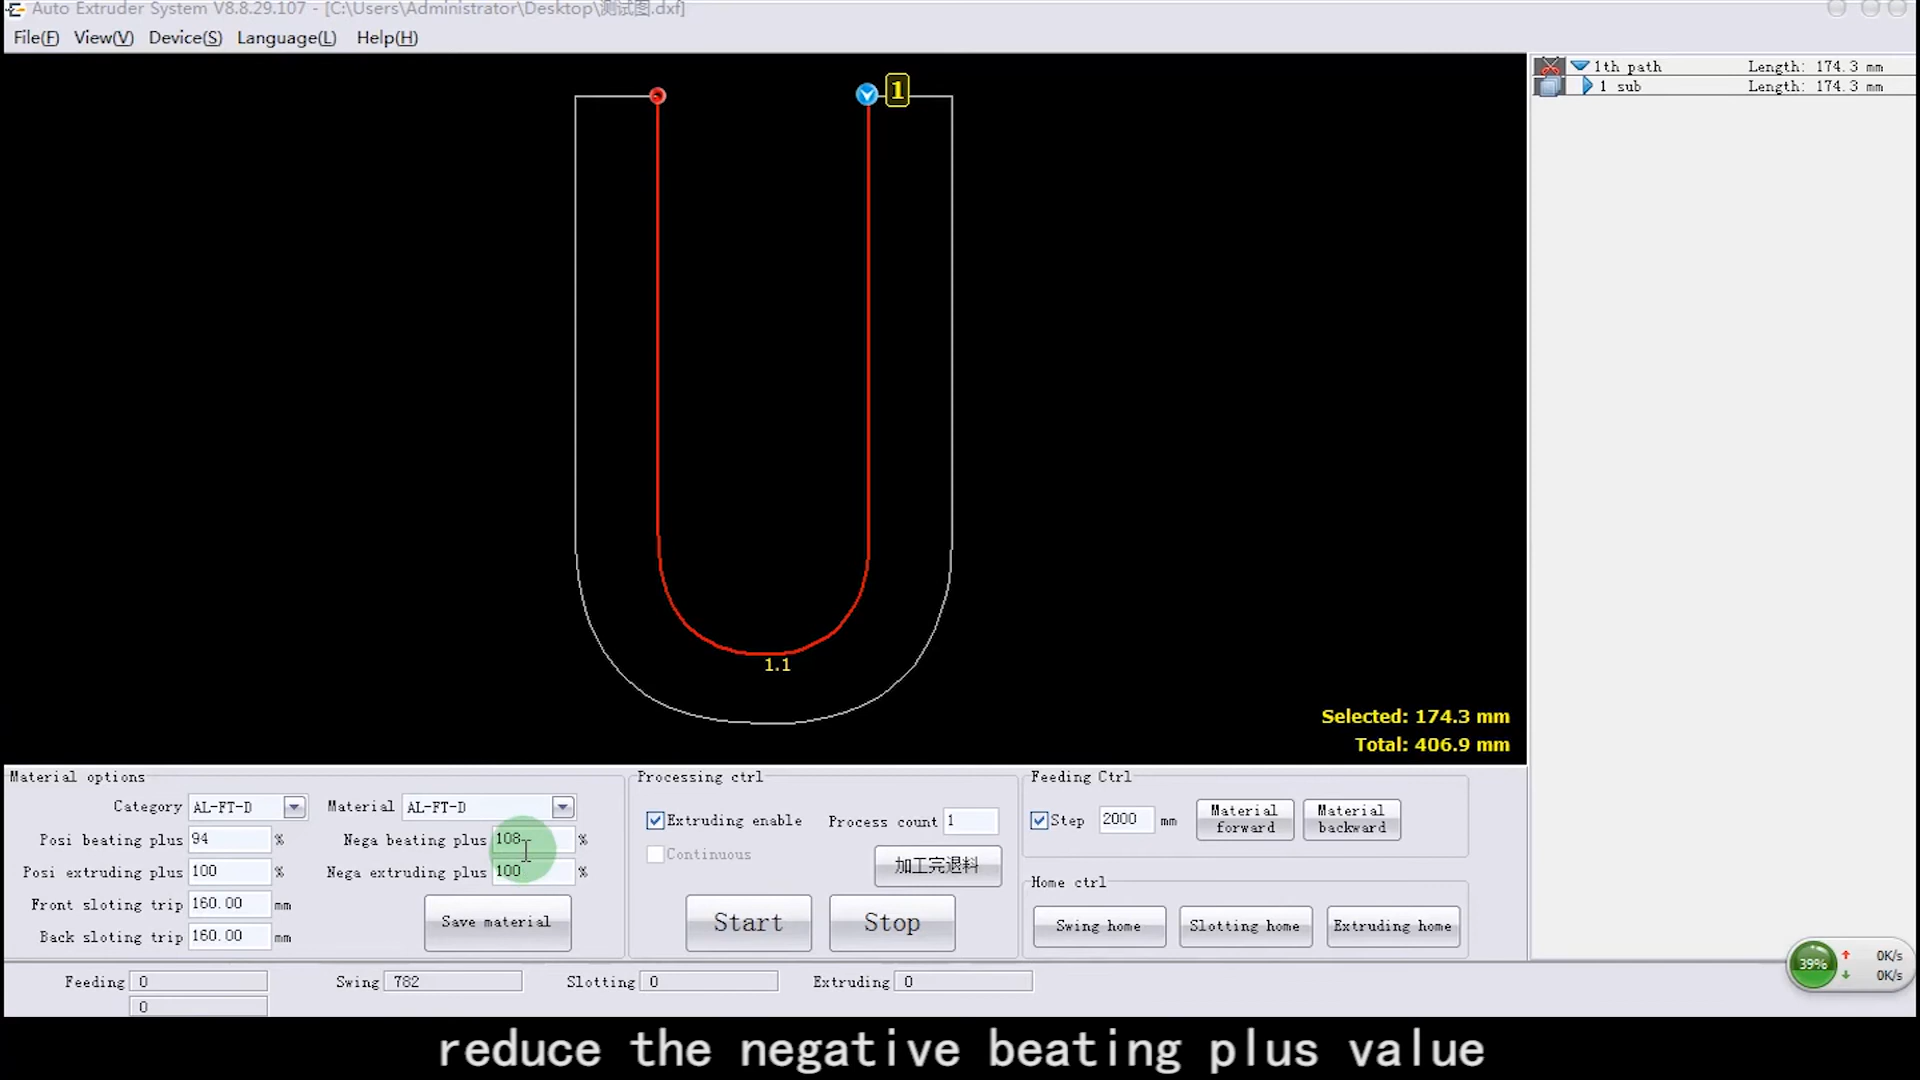 Auto Extruder System V8.8.29.107 - [C:\Users\Administrator\Desktop\测试图.dxf]
File(F) View(V) Device(S) Language(L) Help(H)
1
1th path Length: 174.3 mm
1 sub Length: 174.3 mm
1.1
Selected: 174.3 mm
Total: 406.9 mm
Material options
Category AL-FT-D Material AL-FT-D
Posi beating plus 94 % Nega beating plus 108 %
Posi extruding plus 100 % Nega extruding plus 100 %
Front sloting trip 160.00 mm
Back sloting trip 160.00 mm
Save material
Processing ctrl
Extruding enable Process count 1
Continuous
加工完退料
Start Stop
Feeding Ctrl
Step 2000 mm
Material forward
Material backward
Home ctrl
Swing home Slotting home Extruding home
39% 0K/s
0K/s
Feeding 0 Swing 782 Slotting 0 Extruding 0
0
reduce the negative beating plus value